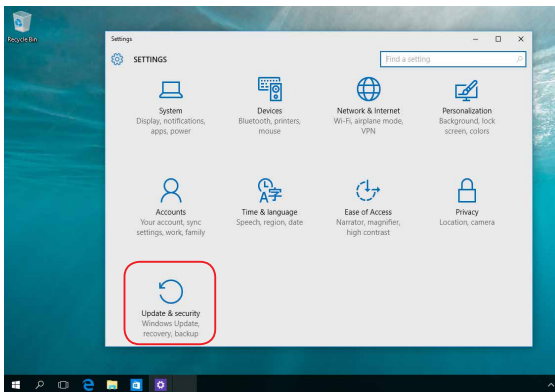 Recycle Bin
Settings
SETTINGS
Find a setting
System
Display, notifications,
apps, power
Devices
Bluetooth, printers,
mouse
Network & Internet
Wi-Fi, airplane mode,
VPN
Personalization
Background, lock
screen, colors
Accounts
Your account, sync
settings, work, family
A字
Time & language
Speech, region, date
Ease of Access
Narrator, magnifier,
high contrast
Privacy
Location, camera
Update & security
Windows Update,
recovery, backup